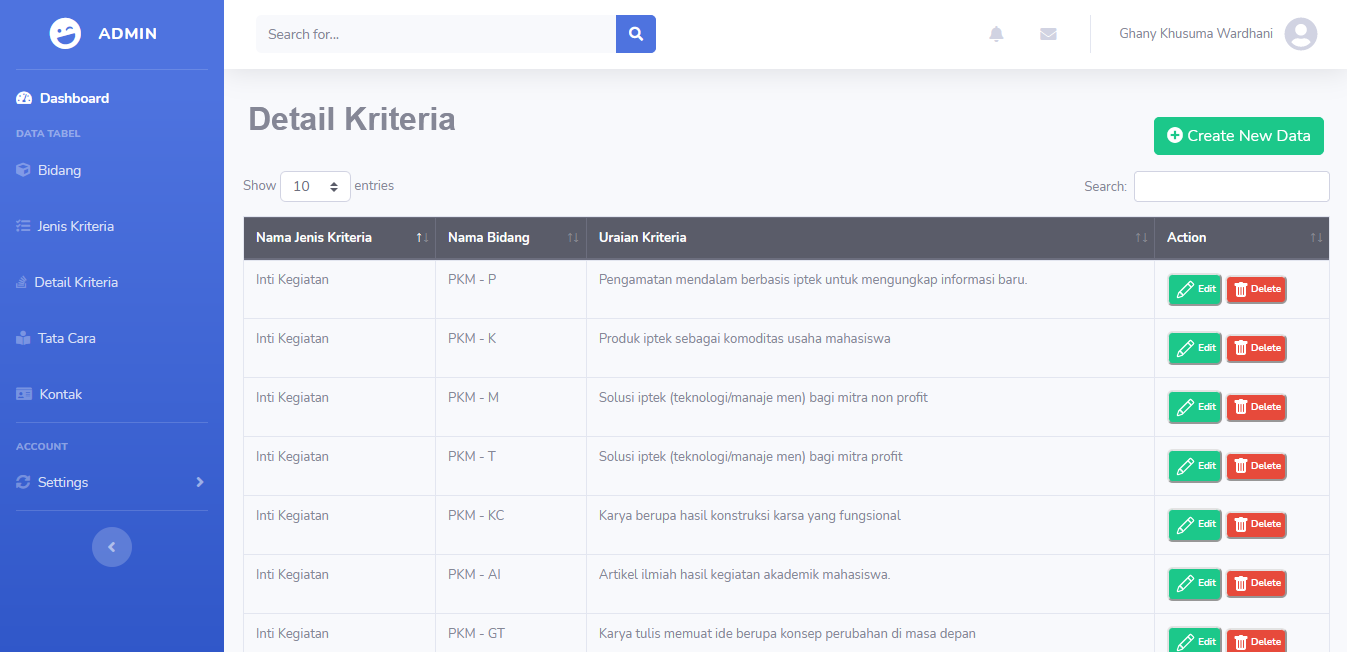 ADMIN
Search for...
Ghany Khusuma Wardhani
Dashboard
DATA TABEL
Bidang
Jenis Kriteria
Detail Kriteria
Tata Cara
Kontak
ACCOUNT
Settings
Detail Kriteria
Create New Data
Show 10 entries
Search:
Nama Jenis Kriteria Nama Bidang Uraian Kriteria Action
Inti Kegiatan PKM - P Pengamatan mendalam berbasis iptek untuk mengungkap informasi baru. Edit Delete
Inti Kegiatan PKM - K Produk iptek sebagai komoditas usaha mahasiswa Edit Delete
Inti Kegiatan PKM - M Solusi iptek (teknologi/manaje men) bagi mitra non profit Edit Delete
Inti Kegiatan PKM - T Solusi iptek (teknologi/manaje men) bagi mitra profit Edit Delete
Inti Kegiatan PKM - KC Karya berupa hasil konstruksi karsa yang fungsional Edit Delete
Inti Kegiatan PKM - AI Artikel ilmiah hasil kegiatan akademik mahasiswa. Edit Delete
Inti Kegiatan PKM - GT Karya tulis memuat ide berupa konsep perubahan di masa depan Edit Delete